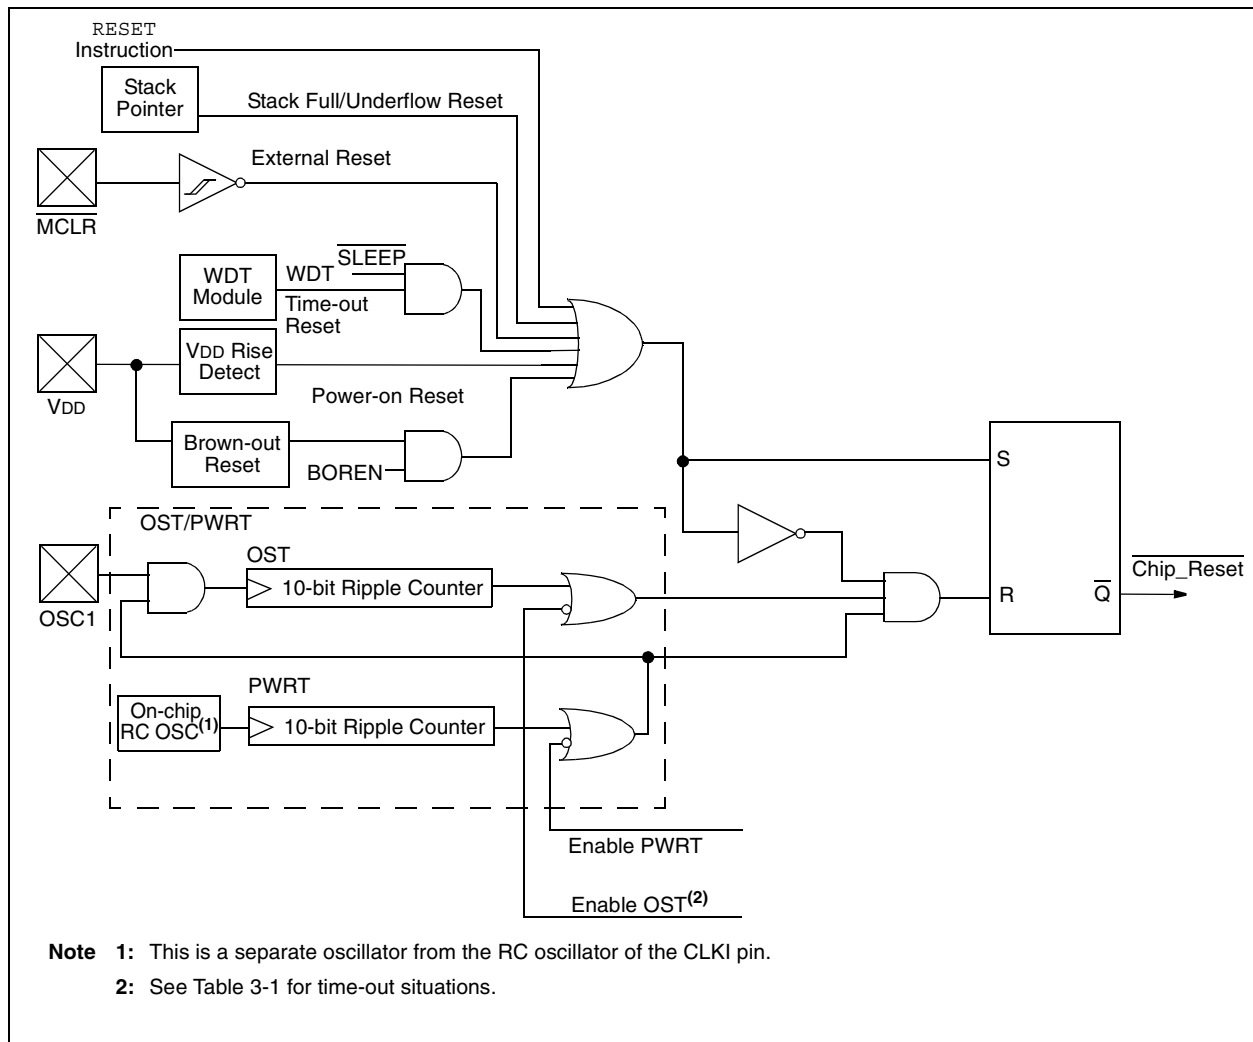 RESET
Instruction
Stack
Pointer
Stack Full/Underflow Reset
External Reset
MCLR
SLEEP
WDT
Module
WDT
Time-out
Reset
VDD Rise
Detect
VDD
Power-on Reset
Brown-out
Reset
BOREN
S
OST/PWRT
OST
10-bit Ripple Counter
OSC1
Chip_Reset
R
Q
PWRT
On-chip
RC OSC(1)
10-bit Ripple Counter
Enable PWRT
Enable OST(2)
Note 1: This is a separate oscillator from the RC oscillator of the CLKI pin.
2: See Table 3-1 for time-out situations.